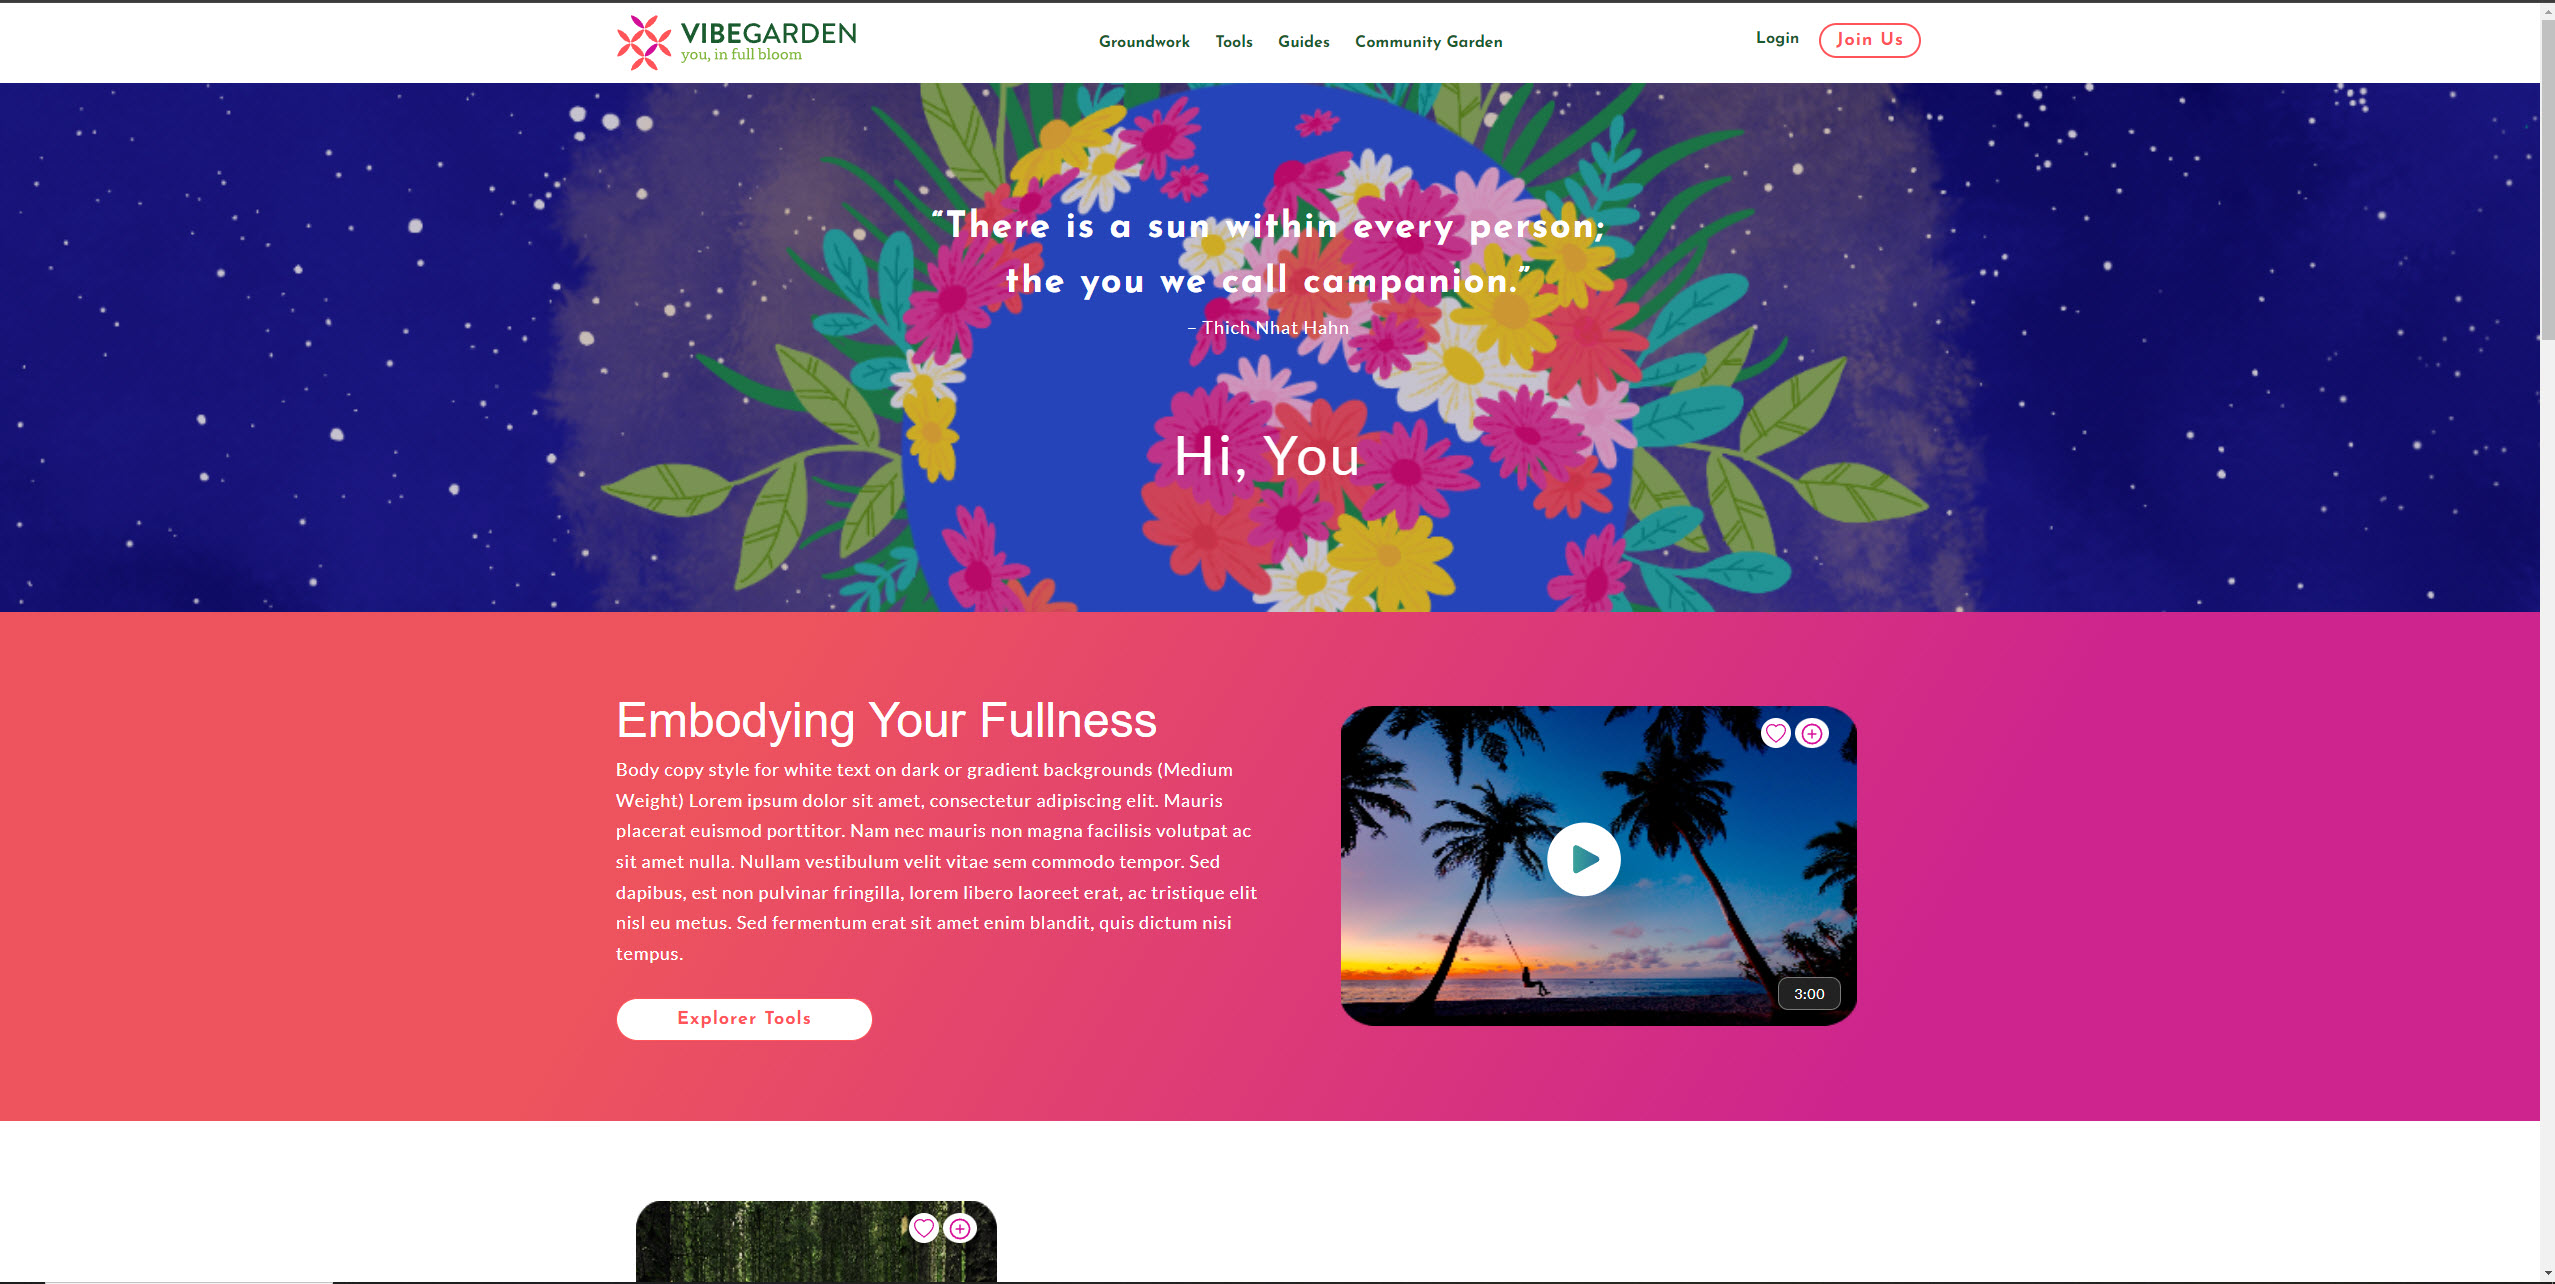 VIBEGARDEN
you, in full bloom
Groundwork Tools Guides Community Garden
Login Join Us
“There is a sun within every person;
the you we call campanion.”
– Thich Nhat Hahn
Hi, You
Embodying Your Fullness
Body copy style for white text on dark or gradient backgrounds (Medium
Weight) Lorem ipsum dolor sit amet, consectetur adipiscing elit. Mauris
placerat euismod porttitor. Nam nec mauris non magna facilisis volutpat ac
sit amet nulla. Nullam vestibulum velit vitae sem commodo tempor. Sed
dapibus, est non pulvinar fringilla, lorem libero laoreet erat, ac tristique elit
nisl eu metus. Sed fermentum erat sit amet enim blandit, quis dictum nisi
tempus.
Explorer Tools
3:00